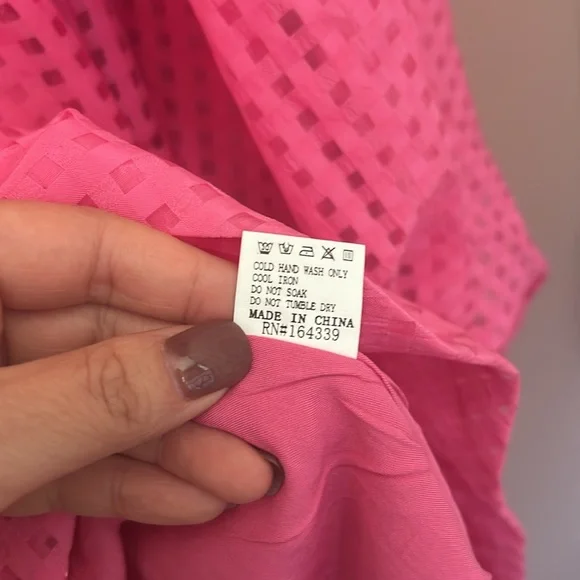 COLD HAND WASH ONLY
COOL IRON
DO NOT SOAK
DO NOT TUMBLE DRY
MADE IN CHINA
RN#164339